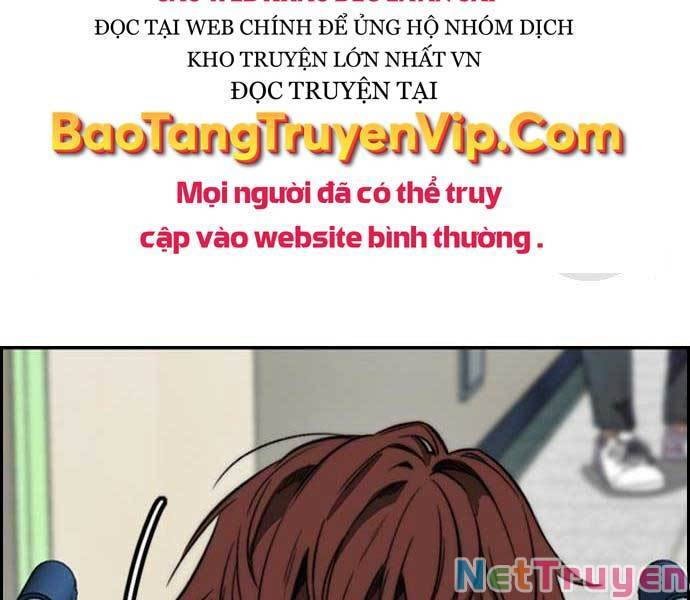 ĐỌC TẠI WEB CHÍNH ĐỂ ỦNG HỘ NHÓM DỊCH
KHO TRUYỆN LỚN NHẤT VN
ĐỌC TRUYỆN TẠI
BaoTangTruyenVip.Com
Mọi người đã có thể truy
cập vào website bình thường.
NetTruyen